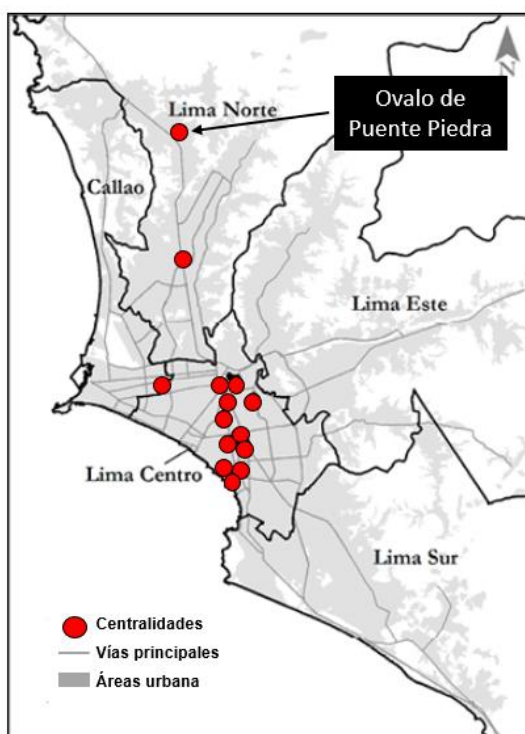 N
Lima Norte
Ovalo de
Puente Piedra
Callao
Lima Este
Lima Centro
Lima Sur
Centralidades
Vías principales
Áreas urbana